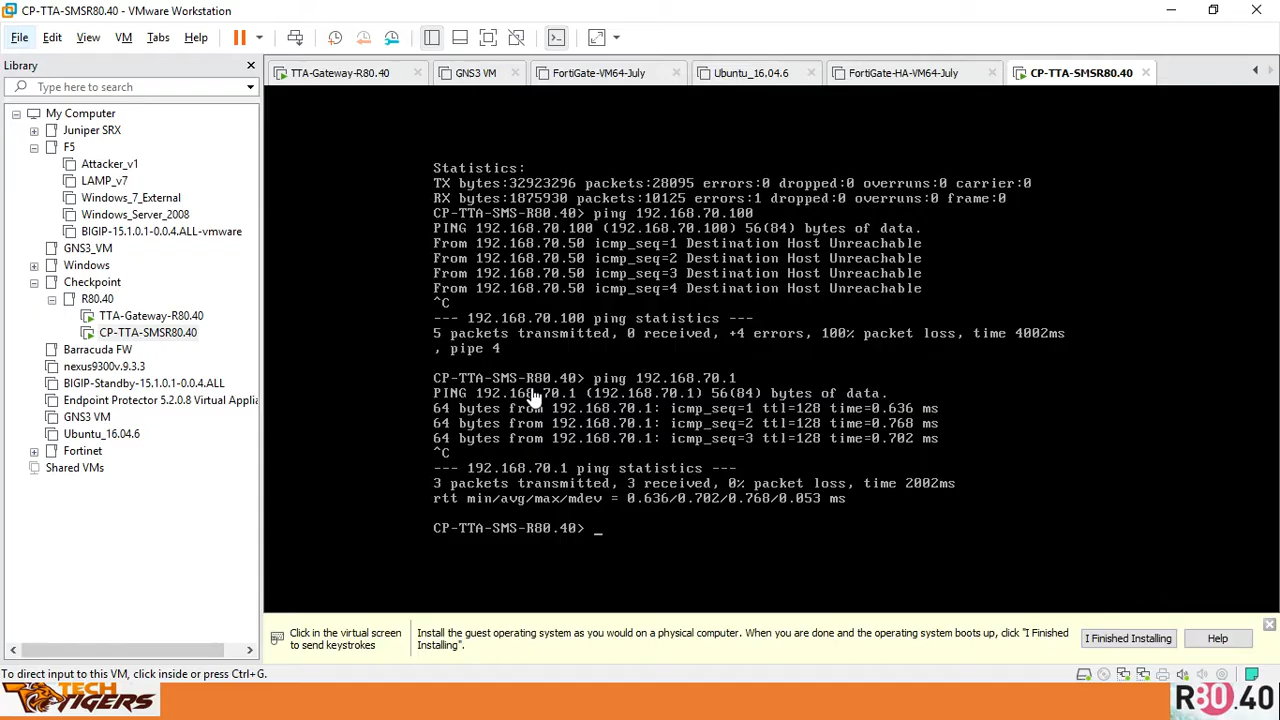 CP-TTA-SMSR80.40 - VMware Workstation
File Edit View VM Tabs Help
Library
Type here to search
My Computer
Juniper SRX
F5
Attacker_v1
LAMP_v7
Windows_7_External
Windows_Server_2008
BIGIP-15.1.0.1-0.0.4.ALL-vmware
GNS3_VM
Windows
Checkpoint
R80.40
TTA-Gateway-R80.40
CP-TTA-SMSR80.40
Barracuda FW
nexus9300v.9.3.3
BIGIP-Standby-15.1.0.1-0.0.4.ALL
Endpoint Protector 5.2.0.8 Virtual Applia
GNS3 VM
Ubuntu_16.04.6
Fortinet
Shared VMs
TTA-Gateway-R80.40 GNS3 VM FortiGate-VM64-July Ubuntu_16.04.6 FortiGate-HA-VM64-July CP-TTA-SMSR80.40
Statistics:
TX bytes:32923296 packets:28095 errors:0 dropped:0 overruns:0 carrier:0
RX bytes:1875930 packets:10125 errors:1 dropped:0 overruns:0 frame:0
CP-TTA-SMS-R80.40> ping 192.168.70.100
PING 192.168.70.100 (192.168.70.100) 56(84) bytes of data.
From 192.168.70.50 icmp_seq=1 Destination Host Unreachable
From 192.168.70.50 icmp_seq=2 Destination Host Unreachable
From 192.168.70.50 icmp_seq=3 Destination Host Unreachable
From 192.168.70.50 icmp_seq=4 Destination Host Unreachable
^C
--- 192.168.70.100 ping statistics ---
5 packets transmitted, 0 received, +4 errors, 100% packet loss, time 4002ms
, pipe 4
CP-TTA-SMS-R80.40> ping 192.168.70.1
PING 192.168.70.1 (192.168.70.1) 56(84) bytes of data.
64 bytes from 192.168.70.1: icmp_seq=1 ttl=128 time=0.636 ms
64 bytes from 192.168.70.1: icmp_seq=2 ttl=128 time=0.768 ms
64 bytes from 192.168.70.1: icmp_seq=3 ttl=128 time=0.702 ms
^C
--- 192.168.70.1 ping statistics ---
3 packets transmitted, 3 received, 0% packet loss, time 2002ms
rtt min/avg/max/mdev = 0.636/0.702/0.768/0.053 ms
CP-TTA-SMS-R80.40> _
Click in the virtual screen
to send keystrokes
Install the guest operating system as you would on a physical computer. When you are done and the operating system boots up, click "I Finished
Installing".
I Finished Installing
Help
To direct input to this VM, click inside or press Ctrl+G.
TECH
TIGERS
R80.40